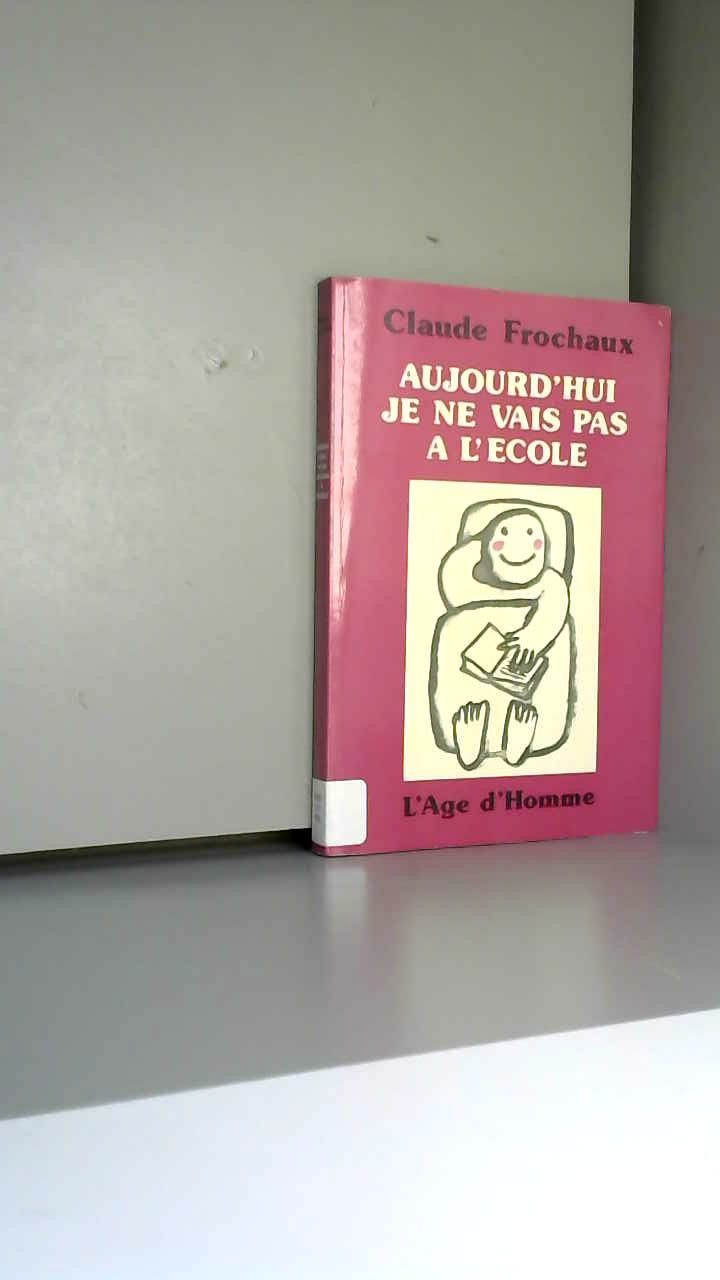 Claude Frochaux
AUJOURD'HUI
JE NE VAIS PAS
A L'ECOLE
L'Age d'Homme